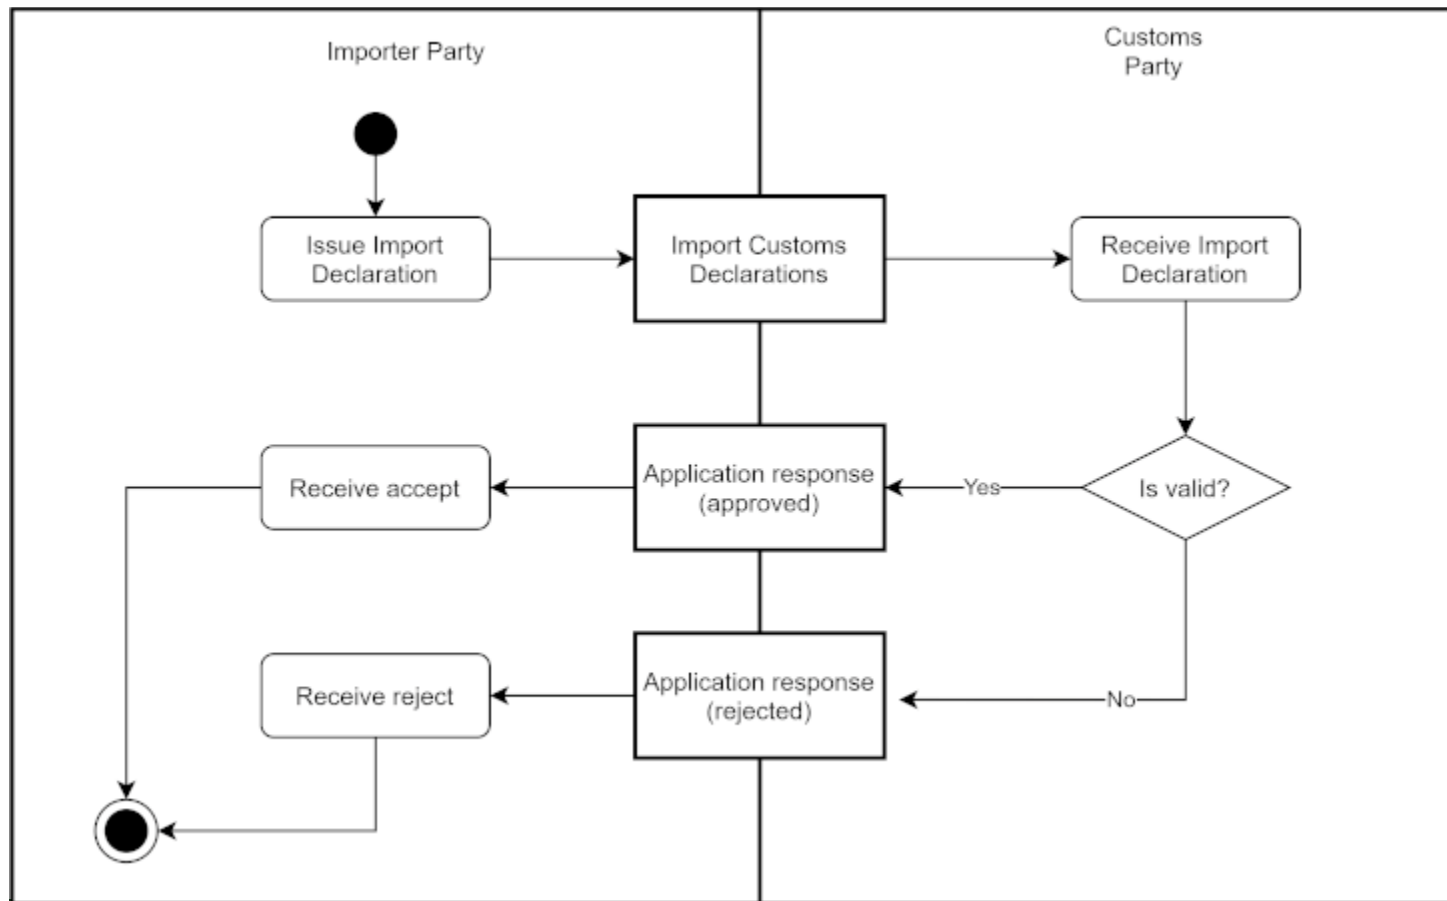 Importer Party
Customs
Party
Issue Import
Declaration
Import Customs
Declarations
Receive Import
Declaration
Receive accept
Application response
(approved)
Yes
Is valid?
Receive reject
Application response
(rejected)
No